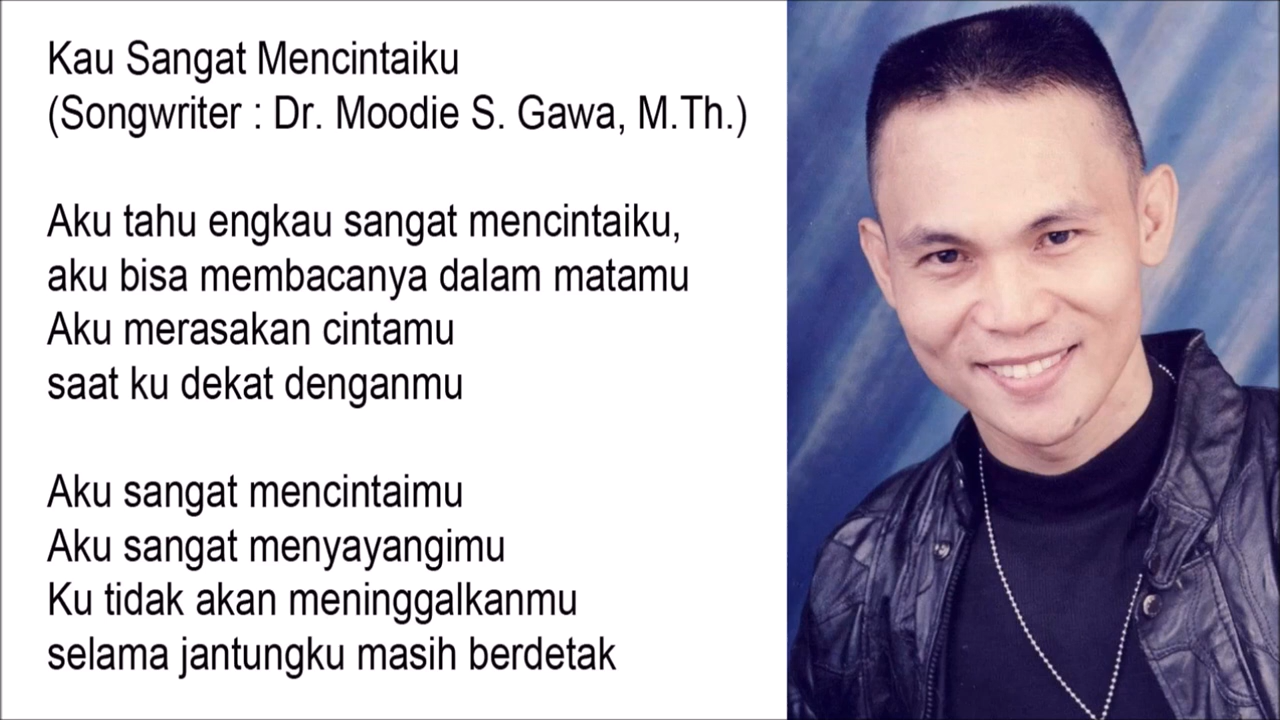 Kau Sangat Mencintaiku
(Songwriter : Dr. Moodie S. Gawa, M.Th.)
Aku tahu engkau sangat mencintaiku,
aku bisa membacanya dalam matamu
Aku merasakan cintamu
saat ku dekat denganmu
Aku sangat mencintaimu
Aku sangat menyayangimu
Ku tidak akan meninggalkanmu
selama jantungku masih berdetak